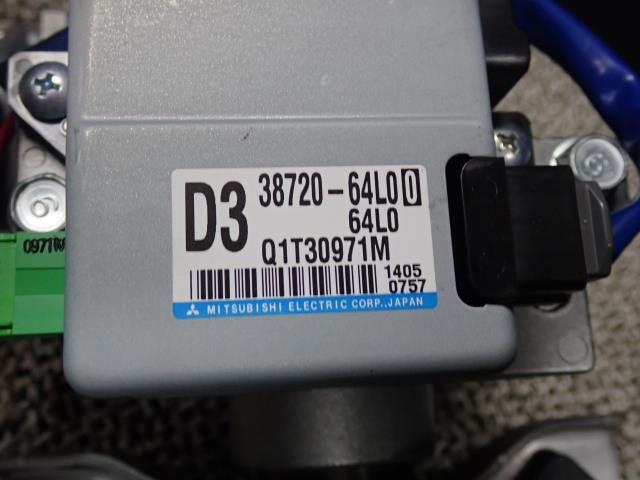 D3 38720-64L00
64L0
Q1T30971M
1405
0757
MITSUBISHI ELECTRIC CORP., JAPAN